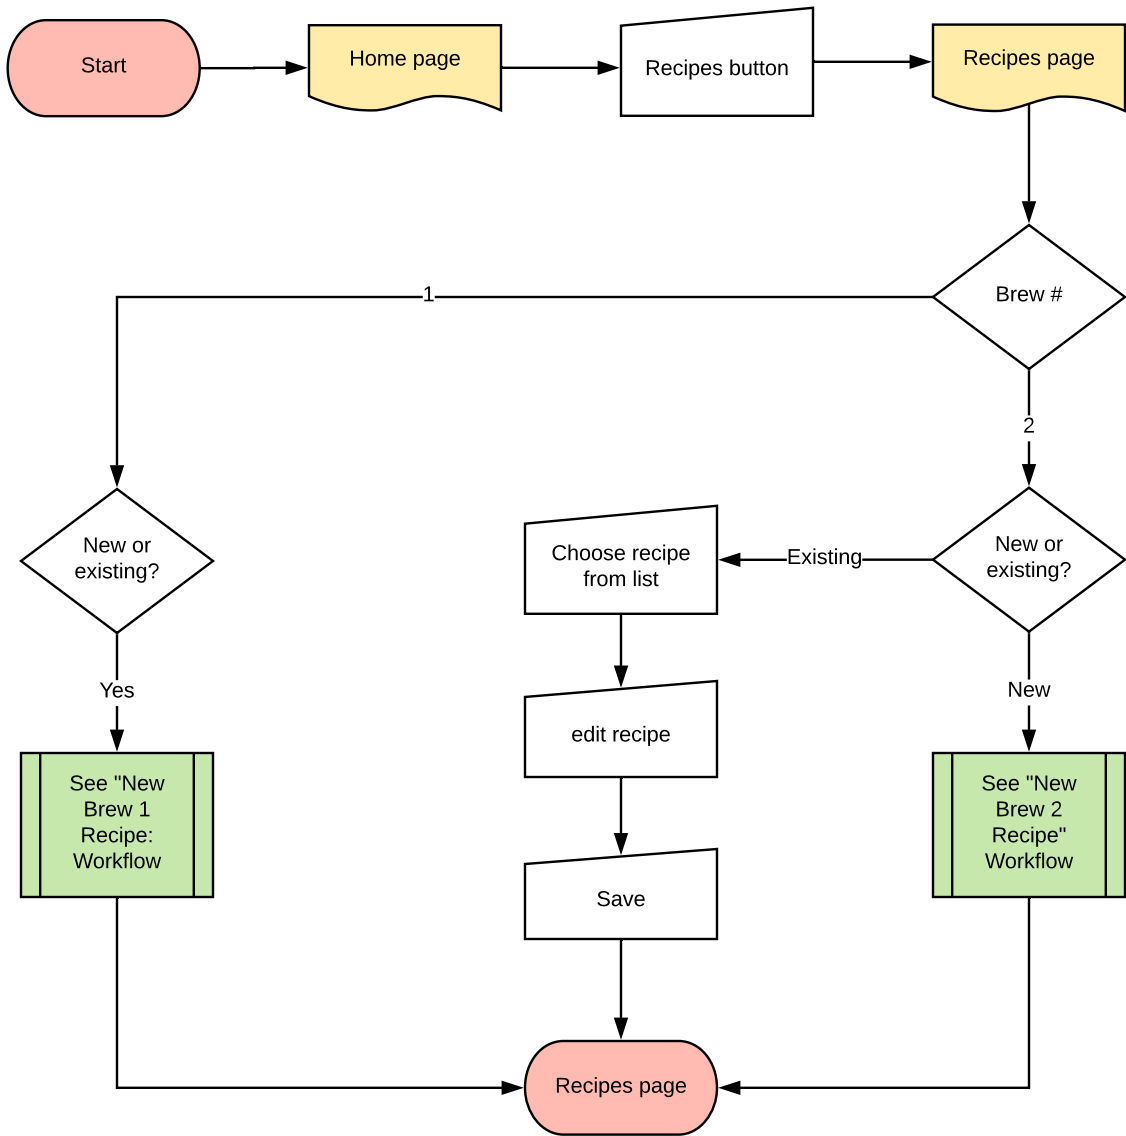 Start
Home page
Recipes button
Recipes page
Brew #
1
2
New or
existing?
Existing
Choose recipe
from list
New or
existing?
Yes
New
edit recipe
See "New
Brew 1
Recipe:
Workflow
See "New
Brew 2
Recipe"
Workflow
Save
Recipes page